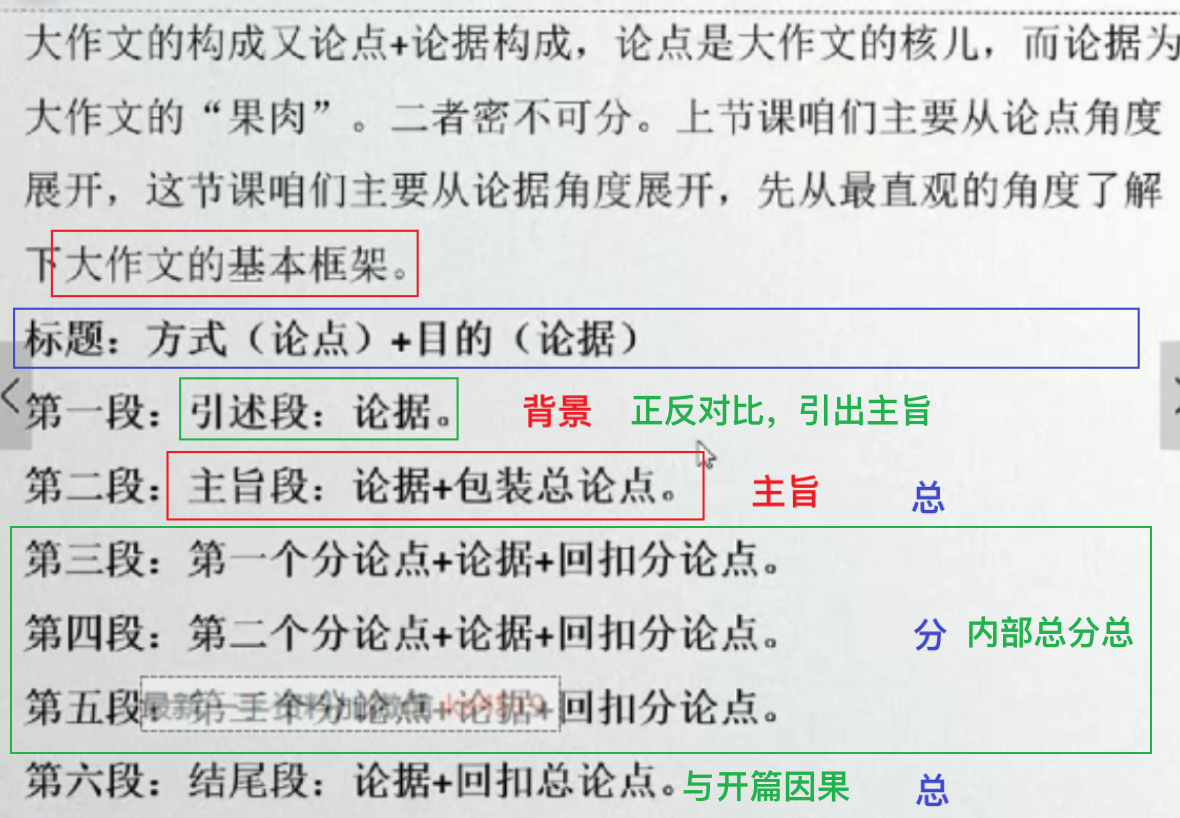 大作文的构成又论点+论据构成，论点是大作文的核儿，而论据为
大作文的“果肉”。二者密不可分。上节课咱们主要从论点角度
展开，这节课咱们主要从论据角度展开，先从最直观的角度了解
下大作文的基本框架。
标题：方式（论点）+目的（论据）
第一段：引述段：论据。 背景 正反对比，引出主旨
第二段：主旨段：论据+包装总论点。 主旨 总
第三段：第一个分论点+论据+回扣分论点。
第四段：第二个分论点+论据+回扣分论点。 分 内部总分总
第五段：第三个分论点+论据+回扣分论点。
第六段：结尾段：论据+回扣总论点。与开篇因果 总